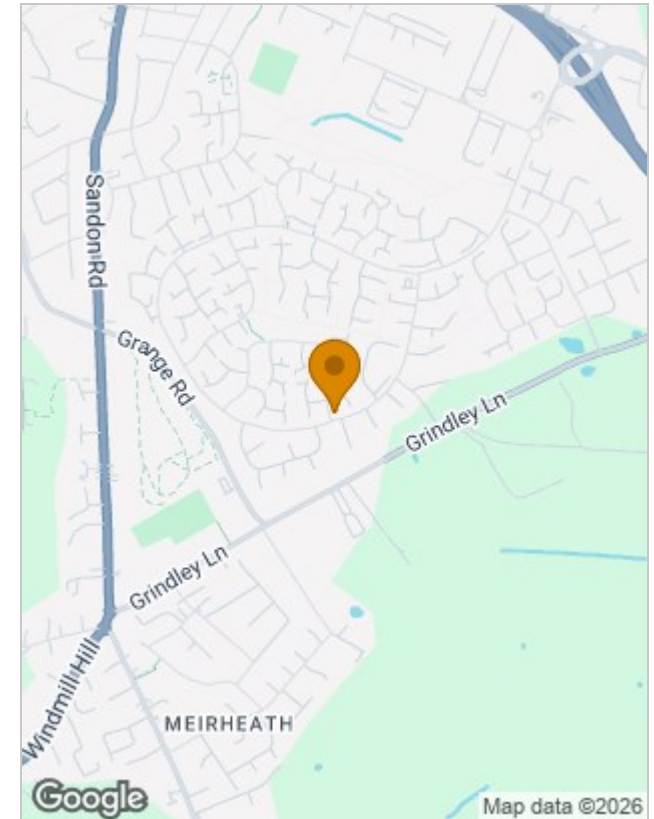 Sandon Rd
Grange Rd
Grindley Ln
Grindley Ln
Windmill Hill
MEIRHEATH
Google
Map data ©2026